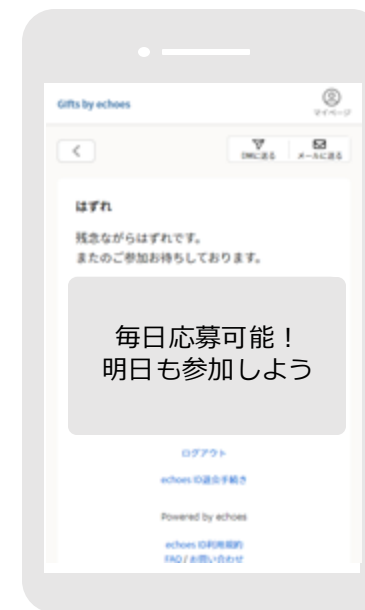 Gifts by echoes
マイページ
DMに送る
メールに送る
はずれ
残念ながらはずれです。
またのご参加お待ちしております。
毎日応募可能！
明日も参加しよう
ログアウト
echoes ID退会手続き
Powered by echoes
echoes ID利用規約
FAQ / お問い合わせ